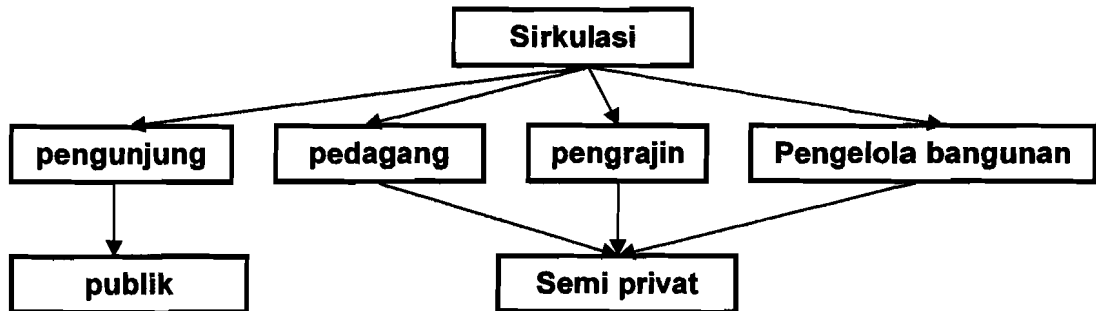 Sirkulasi
pengunjung
pedagang
pengrajin
Pengelola bangunan
publik
Semi privat